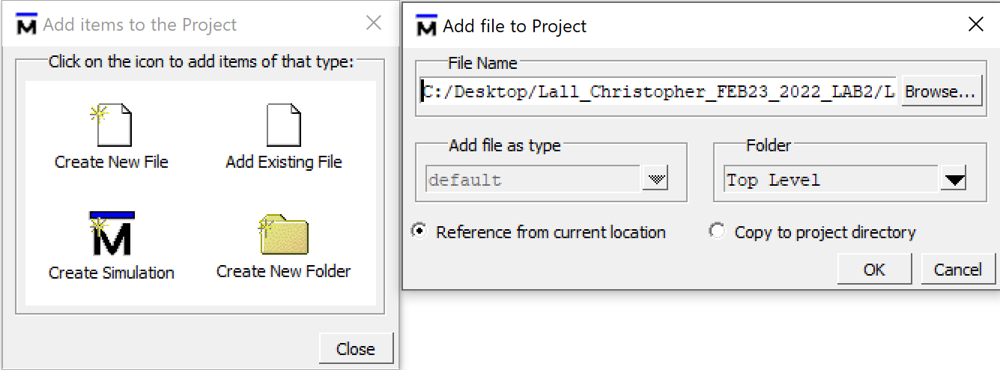 Add items to the Project
Click on the icon to add items of that type:
Create New File
Add Existing File
Create Simulation
Create New Folder
Close
Add file to Project
File Name
C:/Desktop/Lall_Christopher_FEB23_2022_LAB2/L
Browse...
Add file as type
default
Folder
Top Level
Reference from current location
Copy to project directory
OK
Cancel